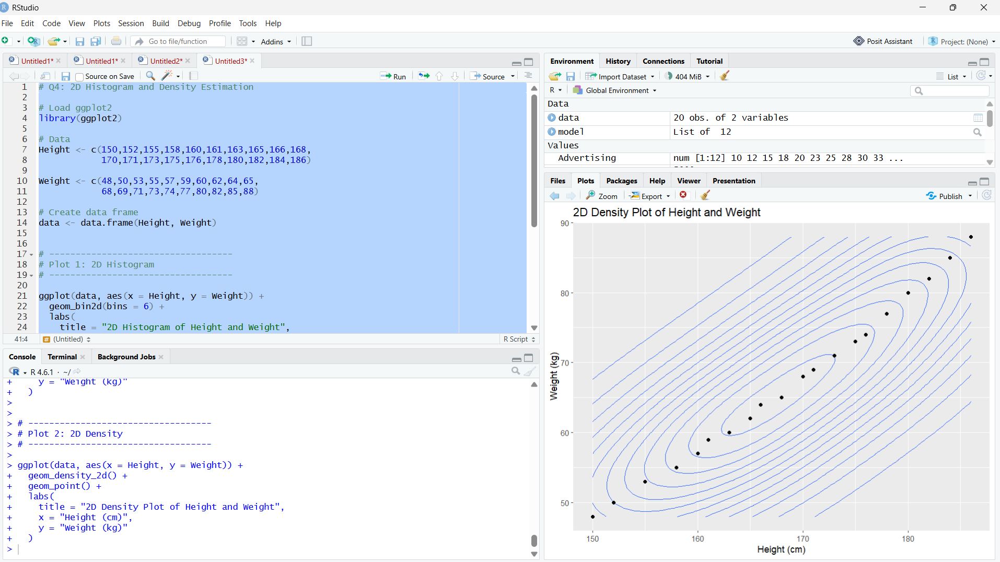 RStudio
File Edit Code View Plots Session Build Debug Profile Tools Help
Go to file/function Addins Posit Assistant Project: (None)
Untitled1* Untitled1* Untitled2* Untitled3*
Source on Save Run Source
1 # Q4: 2D Histogram and Density Estimation
2
3 # Load ggplot2
4 library(ggplot2)
5
6 # Data
7 Height <- c(150,152,155,158,160,161,163,165,166,168,
8 170,171,173,175,176,178,180,182,184,186)
9
10 Weight <- c(48,50,53,55,57,59,60,62,64,65,
11 68,69,71,73,74,77,80,82,85,88)
12
13 # Create data frame
14 data <- data.frame(Height, Weight)
15
16
17 # -----------------------------------
18 # Plot 1: 2D Histogram
19 # -----------------------------------
20
21 ggplot(data, aes(x = Height, y = Weight)) +
22 geom_bin2d(bins = 6) +
23 labs(
24 title = "2D Histogram of Height and Weight",
41:4 # (Untitled) R Script
Console Terminal Background Jobs
R R 4.6.1 · ~/
+ y = "Weight (kg)"
+ )
>
>
> # -----------------------------------
> # Plot 2: 2D Density
> # -----------------------------------
>
> ggplot(data, aes(x = Height, y = Weight)) +
+ geom_density_2d() +
+ geom_point() +
+ labs(
+ title = "2D Density Plot of Height and Weight",
+ x = "Height (cm)",
+ y = "Weight (kg)"
+ )
>
Environment History Connections Tutorial
Import Dataset 404 MiB List
R Global Environment
Data
data 20 obs. of 2 variables
model List of 12
Values
Advertising num [1:12] 10 12 15 18 20 23 25 28 30 33 ...
Files Plots Packages Help Viewer Presentation
Zoom Export Publish
2D Density Plot of Height and Weight
90
80
70
60
50
Weight (kg)
150 160 170 180
Height (cm)